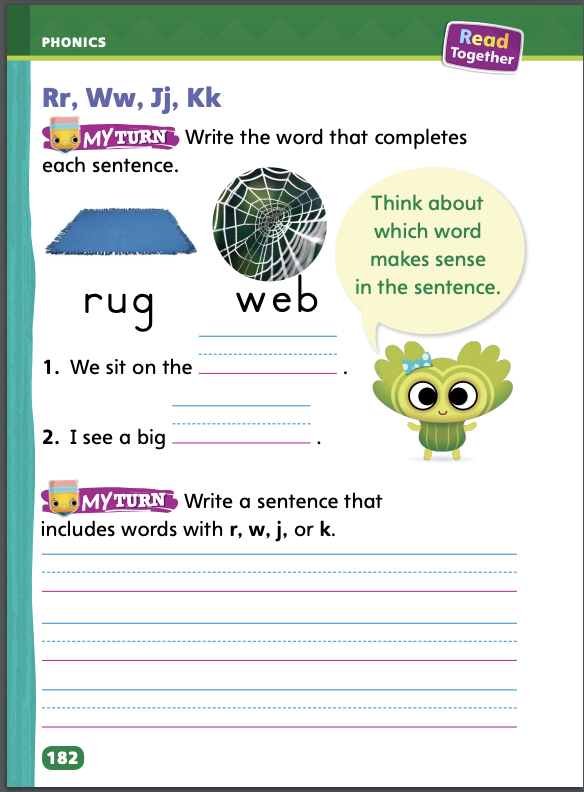 PHONICS
Read
Together
Rr, Ww, Jj, Kk
MY TURN Write the word that completes
each sentence.
Think about
which word
makes sense
in the sentence.
rug
web
1. We sit on the .
2. I see a big .
MY TURN Write a sentence that
includes words with r, w, j, or k.
182